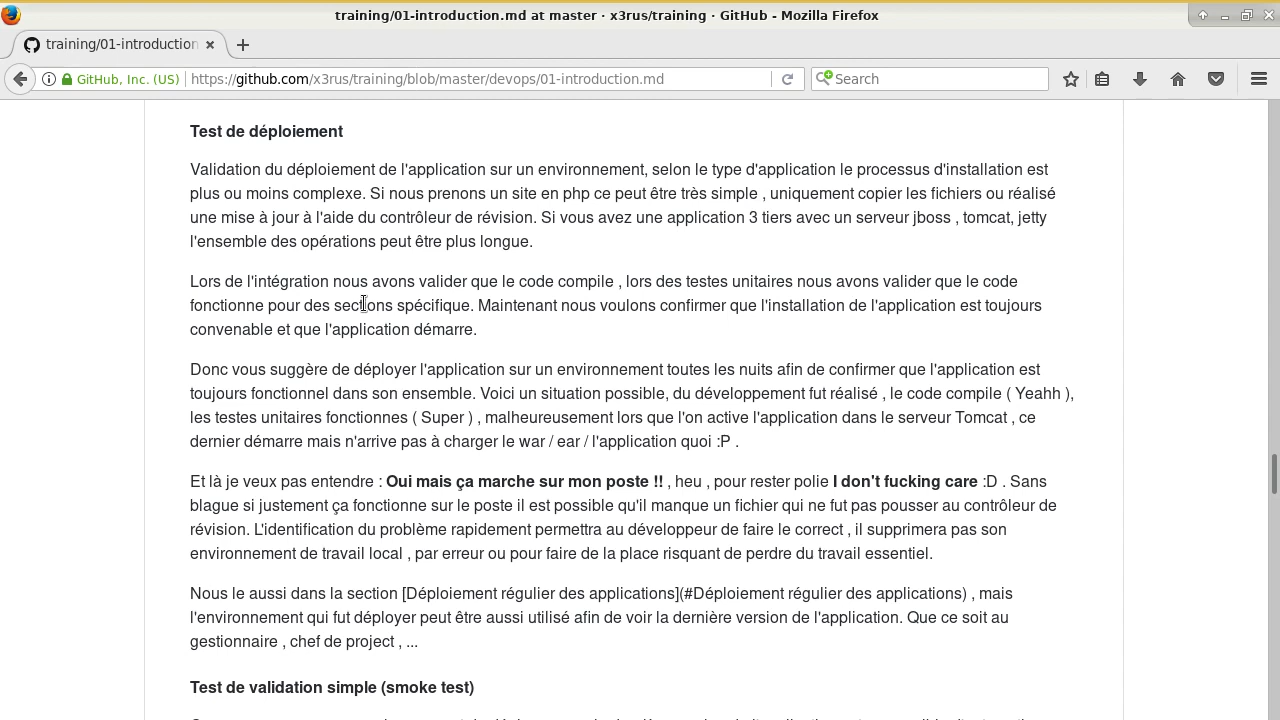 training/01-introduction.md at master · x3rus/training · GitHub - Mozilla Firefox
training/01-introduction
GitHub, Inc. (US)
https://github.com/x3rus/training/blob/master/devops/01-introduction.md
Search
Test de déploiement
Validation du déploiement de l'application sur un environnement, selon le type d'application le processus d'installation est
plus ou moins complexe. Si nous prenons un site en php ce peut être très simple , uniquement copier les fichiers ou réalisé
une mise à jour à l'aide du contrôleur de révision. Si vous avez une application 3 tiers avec un serveur jboss , tomcat, jetty
l'ensemble des opérations peut être plus longue.
Lors de l'intégration nous avons valider que le code compile , lors des testes unitaires nous avons valider que le code
fonctionne pour des sections spécifique. Maintenant nous voulons confirmer que l'installation de l'application est toujours
convenable et que l'application démarre.
Donc vous suggère de déployer l'application sur un environnement toutes les nuits afin de confirmer que l'application est
toujours fonctionnel dans son ensemble. Voici un situation possible, du développement fut réalisé , le code compile ( Yeahh ),
les testes unitaires fonctionnes ( Super ) , malheureusement lors que l'on active l'application dans le serveur Tomcat , ce
dernier démarre mais n'arrive pas à charger le war / ear / l'application quoi :P .
Et là je veux pas entendre : Oui mais ça marche sur mon poste !! , heu , pour rester polie I don't fucking care :D . Sans
blague si justement ça fonctionne sur le poste il est possible qu'il manque un fichier qui ne fut pas pousser au contrôleur de
révision. L'identification du problème rapidement permettra au développeur de faire le correct , il supprimera pas son
environnement de travail local , par erreur ou pour faire de la place risquant de perdre du travail essentiel.
Nous le aussi dans la section [Déploiement régulier des applications](#Déploiement régulier des applications) , mais
l'environnement qui fut déployer peut être aussi utilisé afin de voir la dernière version de l'application. Que ce soit au
gestionnaire , chef de project , ...
Test de validation simple (smoke test)